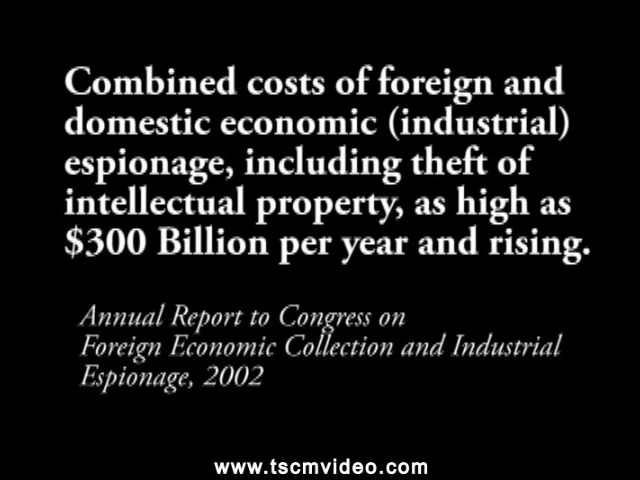 Combined costs of foreign and
domestic economic (industrial)
espionage, including theft of
intellectual property, as high as
$300 Billion per year and rising.
Annual Report to Congress on
Foreign Economic Collection and Industrial
Espionage, 2002
www.tscmvideo.com